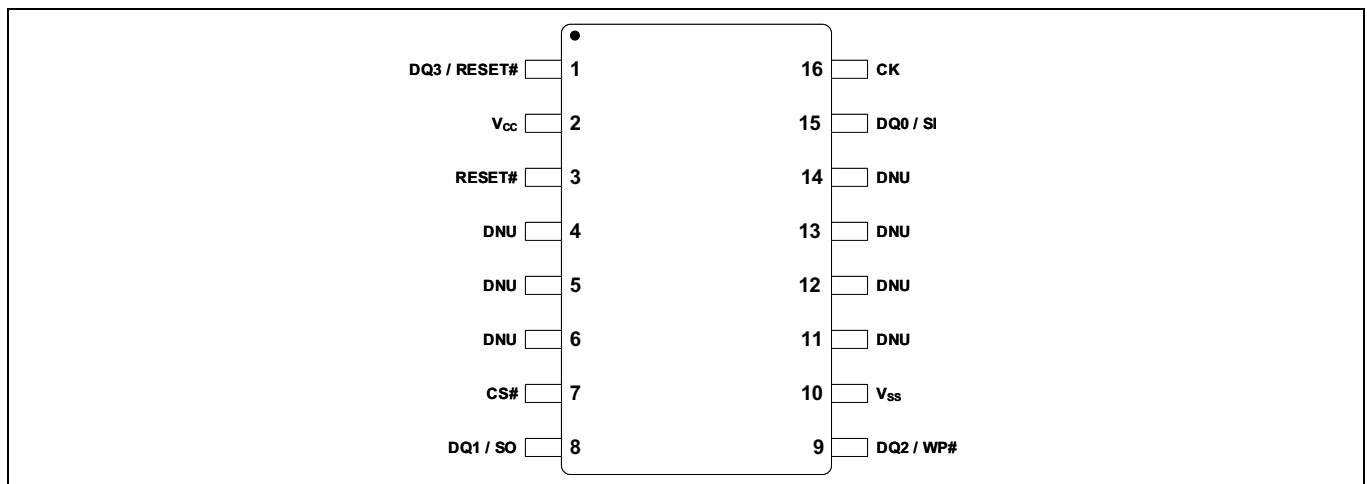 DQ3 / RESET# 1 16 CK
VCC 2 15 DQ0 / SI
RESET# 3 14 DNU
DNU 4 13 DNU
DNU 5 12 DNU
DNU 6 11 DNU
CS# 7 10 VSS
DQ1 / SO 8 9 DQ2 / WP#